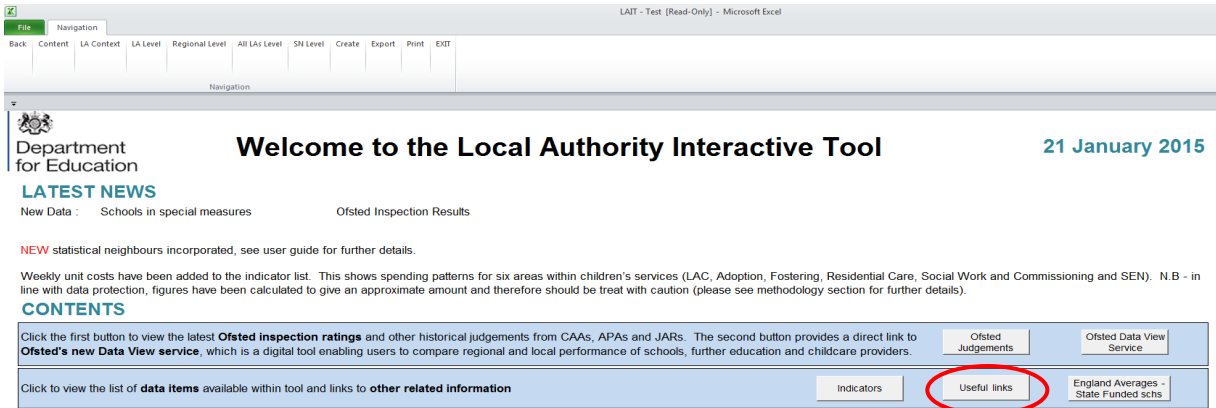 LAIT - Test [Read-Only] - Microsoft Excel
File Navigation
Back Content LA Context LA Level Regional Level All LAs Level SN Level Create Export Print EXIT
Navigation
Department
for Education
Welcome to the Local Authority Interactive Tool
21 January 2015
LATEST NEWS
New Data : Schools in special measures Ofsted Inspection Results
NEW statistical neighbours incorporated, see user guide for further details.
Weekly unit costs have been added to the indicator list. This shows spending patterns for six areas within children's services (LAC, Adoption, Fostering, Residential Care, Social Work and Commissioning and SEN). N.B - in
line with data protection, figures have been calculated to give an approximate amount and therefore should be treat with caution (please see methodology section for further details).
CONTENTS
Click the first button to view the latest Ofsted inspection ratings and other historical judgements from CAAs, APAs and JARs. The second button provides a direct link to
Ofsted's new Data View service, which is a digital tool enabling users to compare regional and local performance of schools, further education and childcare providers.
Ofsted
Judgements
Ofsted Data View
Service
Click to view the list of data items available within tool and links to other related information
Indicators
Useful links
England Averages -
State Funded schs